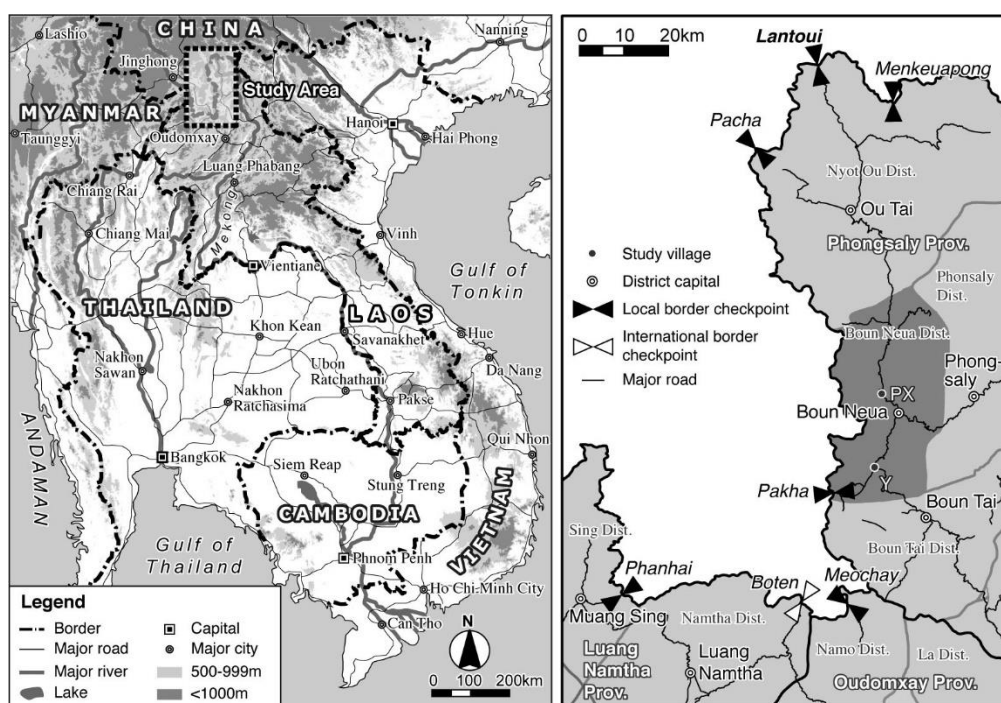 CHINA
Lashio
Nanning
Jinghong
Study Area
MYANMAR
Hanoi
Hai Phong
Taunggyi
Oudomxay
Luang Phabang
Chiang Rai
Mekong
Chiang Mai
Vinh
Vientiane
Gulf of
Tonkin
THAILAND
LAOS
Khon Kean
Savanakhet
Hue
Nakhon
Sawan
Ubon
Ratchathani
Da Nang
Nakhon
Ratchasima
Pakse
ANDAMAN
Qui Nhon
Bangkok
Siem Reap
Stung Treng
CAMBODIA
VIETNAM
Gulf of
Thailand
Phnom Penh
Ho Chi Minh City
Can Tho
Legend
Border
Capital
Major road
Major city
Major river
500-999m
Lake
<1000m
N
0 100 200km
0 10 20km
Lantoui
Menkeuapong
Pacha
Nyot Ou Dist.
Ou Tai
Phongsaly Prov.
Study village
District capital
Local border checkpoint
International border
checkpoint
Major road
Phonsaly
Dist.
Boun Neua Dist.
Phong-
saly
PX
Boun Neua
Y
Pakha
Boun Tai
Sing Dist.
Boun Tai Dist.
Phanhai
Boten
Meochay
Muang Sing
Namtha Dist.
Luang
Namtha
Prov.
Luang
Namtha
Namo Dist.
La Dist.
Oudomxay Prov.